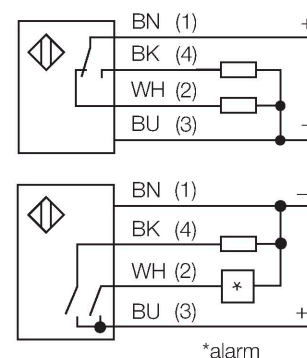 BN (1) +
BK (4)
WH (2)
BU (3) –
BN (1) –
BK (4)
WH (2)
*
BU (3) +
*alarm